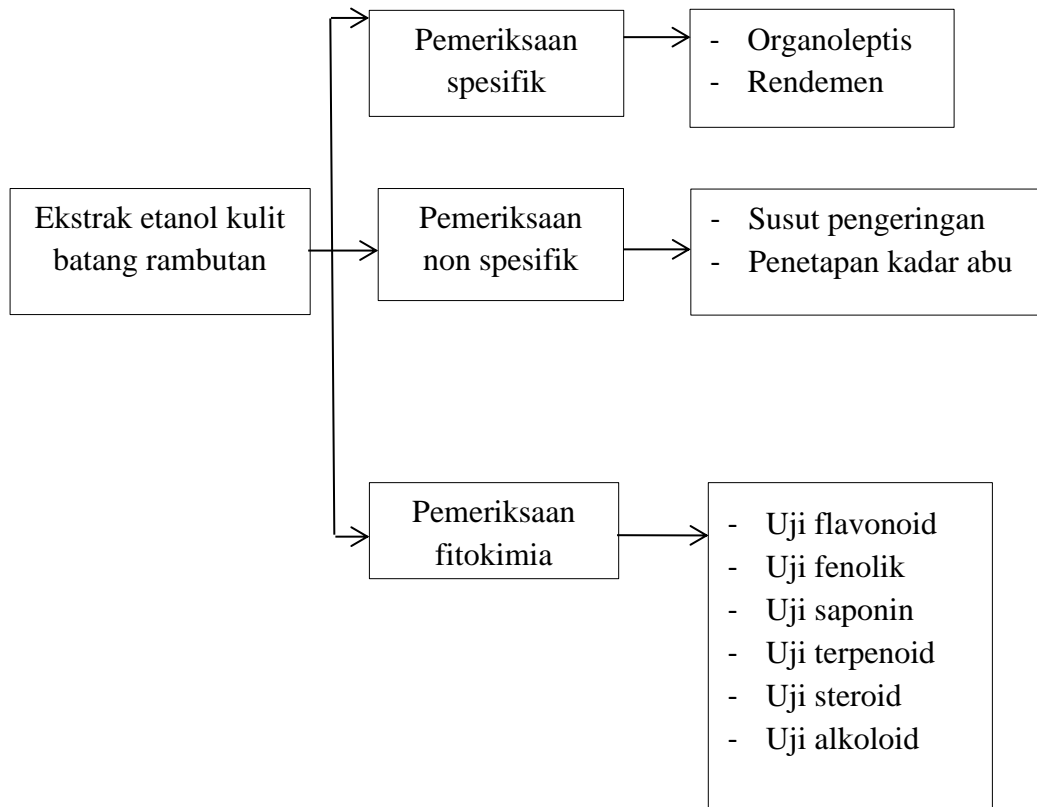 Pemeriksaan
spesifik
- Organoleptis
- Rendemen
Ekstrak etanol kulit
batang rambutan
Pemeriksaan
non spesifik
- Susut pengeringan
- Penetapan kadar abu
Pemeriksaan
fitokimia
- Uji flavonoid
- Uji fenolik
- Uji saponin
- Uji terpenoid
- Uji steroid
- Uji alkoloid